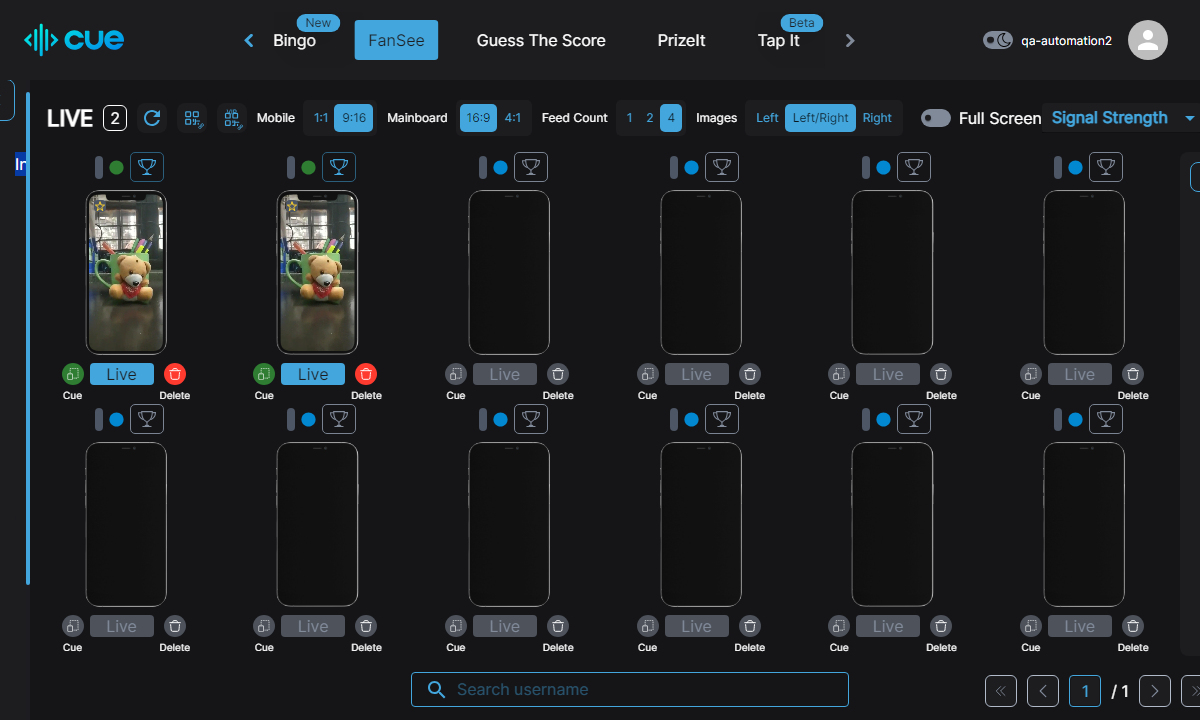 cue
Bingo
New
FanSee
Guess The Score
PrizeIt
Tap It
Beta
qa-automation2
LIVE 2
Mobile 1:1 9:16
Mainboard 16:9 4:1
Feed Count 1 2 4
Images Left Left/Right Right
Full Screen
Signal Strength
Live Live Live Live Live Live
Cue Delete Cue Delete Cue Delete Cue Delete Cue Delete Cue Delete
Live Live Live Live Live Live
Cue Delete Cue Delete Cue Delete Cue Delete Cue Delete Cue Delete
Search username
1 / 1